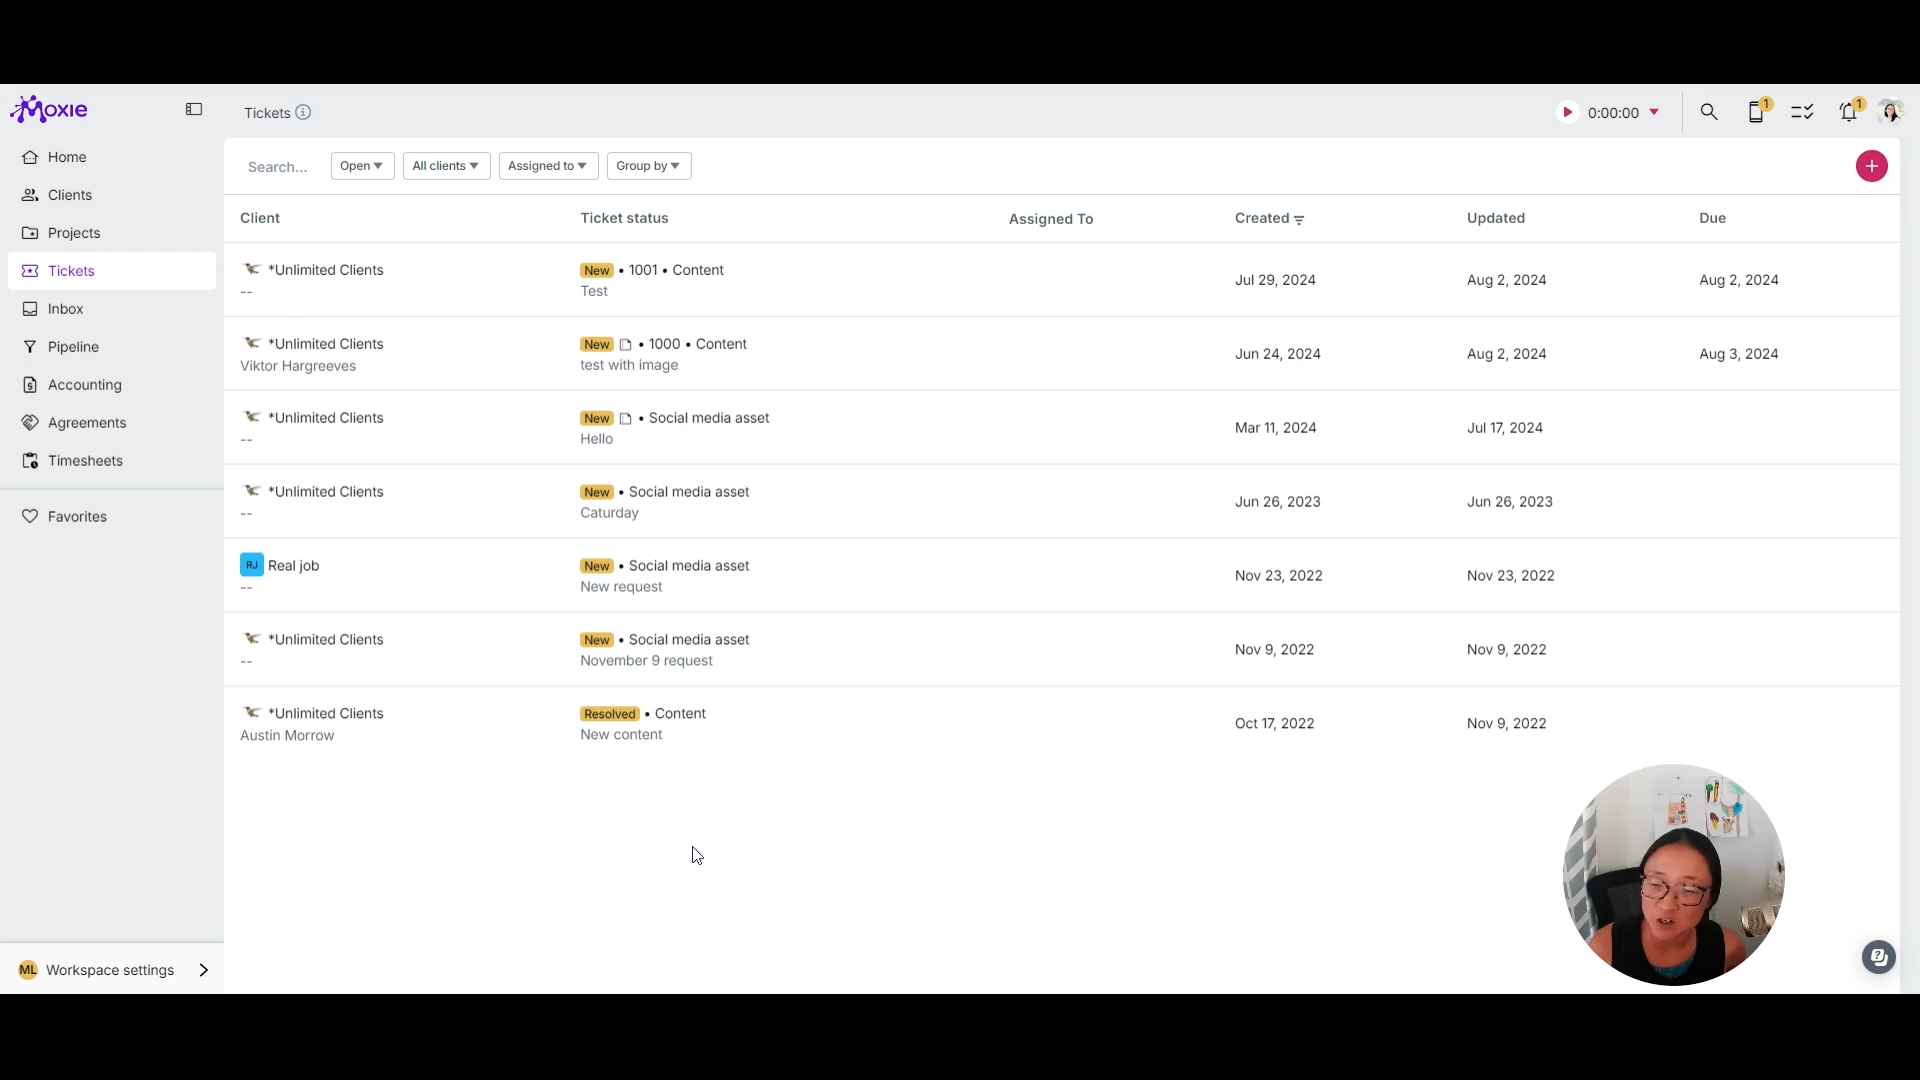 Moxie
Tickets
0:00:00
1
1
Home
Clients
Projects
Tickets
Inbox
Pipeline
Accounting
Agreements
Timesheets
Favorites
ML Workspace settings
Search... Open All clients Assigned to Group by
Client Ticket status Assigned To Created Updated Due
*Unlimited Clients New • 1001 • Content Jul 29, 2024 Aug 2, 2024 Aug 2, 2024
-- Test
*Unlimited Clients New • 1000 • Content Jun 24, 2024 Aug 2, 2024 Aug 3, 2024
Viktor Hargreeves test with image
*Unlimited Clients New • Social media asset Mar 11, 2024 Jul 17, 2024
-- Hello
*Unlimited Clients New • Social media asset Jun 26, 2023 Jun 26, 2023
-- Caturday
RJ Real job New • Social media asset Nov 23, 2022 Nov 23, 2022
-- New request
*Unlimited Clients New • Social media asset Nov 9, 2022 Nov 9, 2022
-- November 9 request
*Unlimited Clients Resolved • Content Oct 17, 2022 Nov 9, 2022
Austin Morrow New content